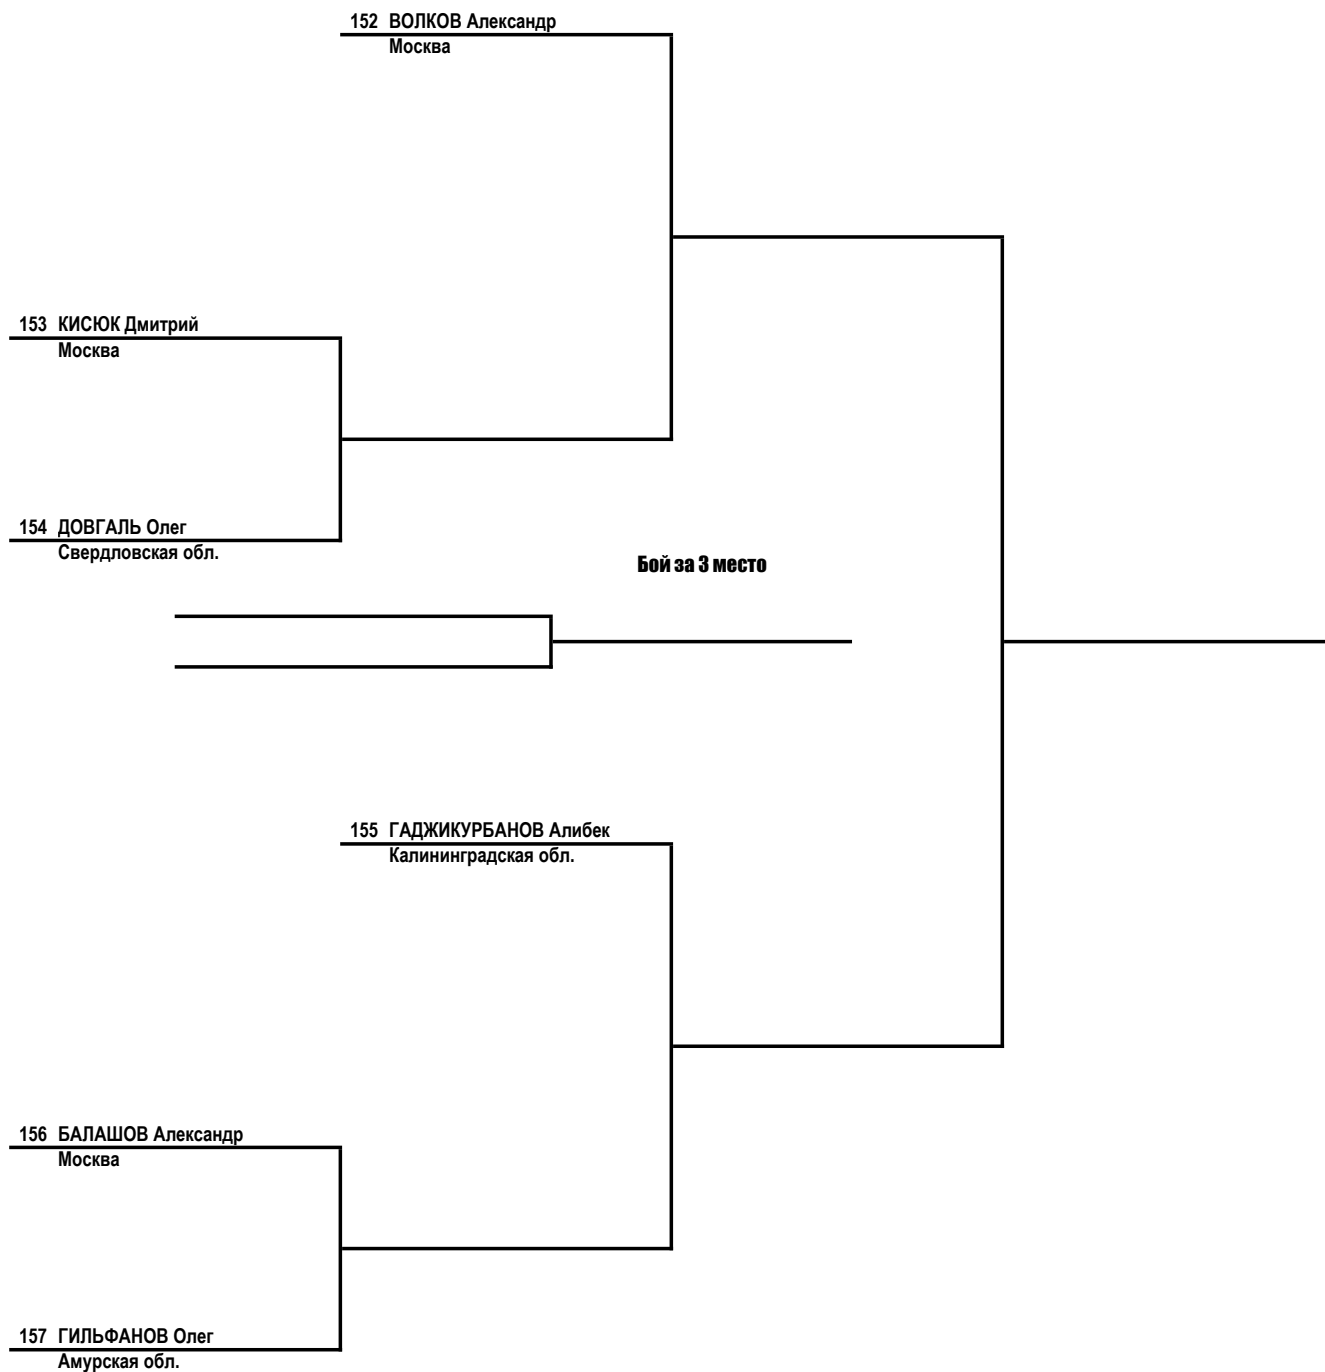 152 ВОЛКОВ Александр
Москва
153 КИСЮК Дмитрий
Москва
154 ДОВГАЛЬ Олег
Свердловская обл.
Бой за 3 место
155 ГАДЖИКУРБАНОВ Алибек
Калининградская обл.
156 БАЛАШОВ Александр
Москва
157 ГИЛЬФАНОВ Олег
Амурская обл.